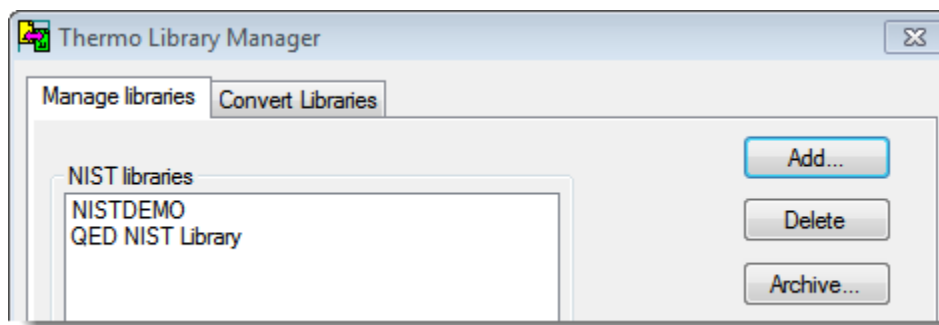 Thermo Library Manager
Manage libraries
Convert Libraries
Add...
NIST libraries
NISTDEMO
Delete
QED NIST Library
Archive...